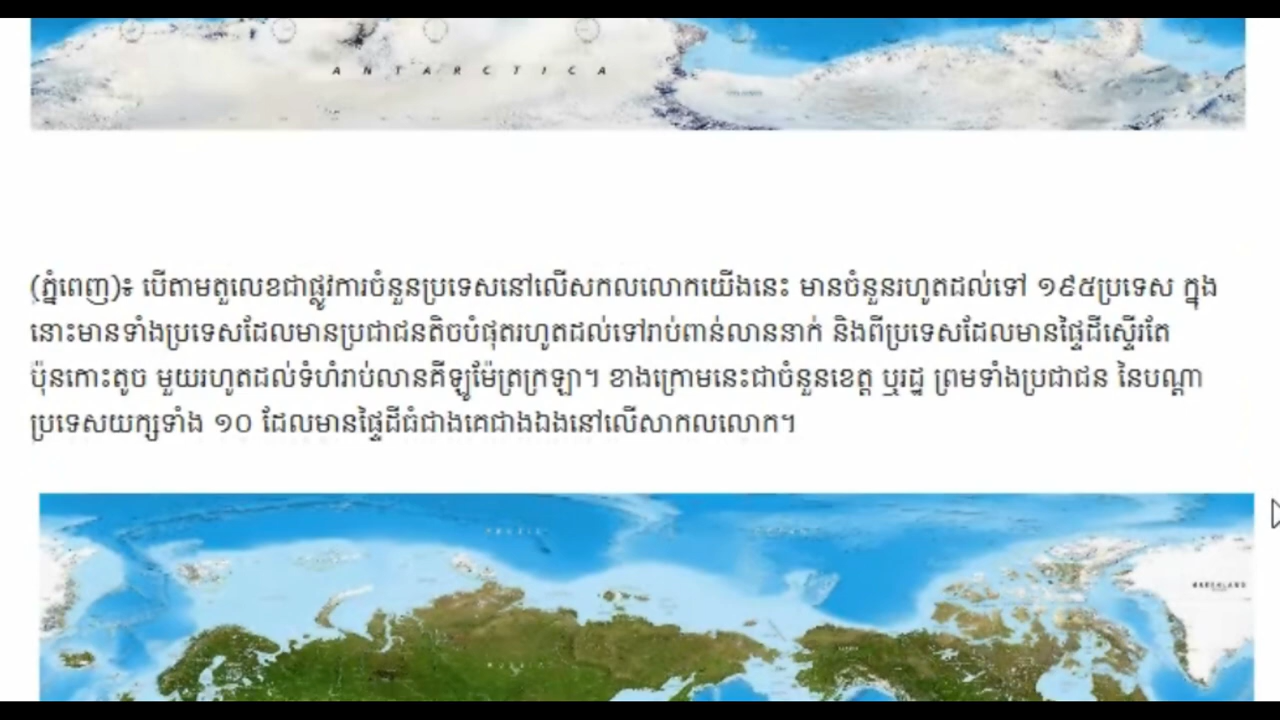 ANTARCTICA
(ភ្នំពេញ)៖ បើតាមតួលេខជាផ្លូវការចំនួនប្រទេសនៅលើសកលលោកយើងនេះ មានចំនួនរហូតដល់ទៅ ១៩៥ប្រទេស ក្នុង
នោះមានទាំងប្រទេសដែលមានប្រជាជនតិចបំផុតរហូតដល់ទៅរាប់ពាន់លាននាក់ និងពីប្រទេសដែលមានផ្ទៃដីស្ទើរតែ
ប៉ុនកោះតូច មួយរហូតដល់ទំហំរាប់លានគីឡូម៉ែត្រក្រឡា។ ខាងក្រោមនេះជាចំនួនខេត្ត ឬរដ្ឋ ព្រមទាំងប្រជាជន នៃបណ្តា
ប្រទេសយក្សទាំង ១០ ដែលមានផ្ទៃដីធំជាងគេជាងឯងនៅលើសាកលលោក។